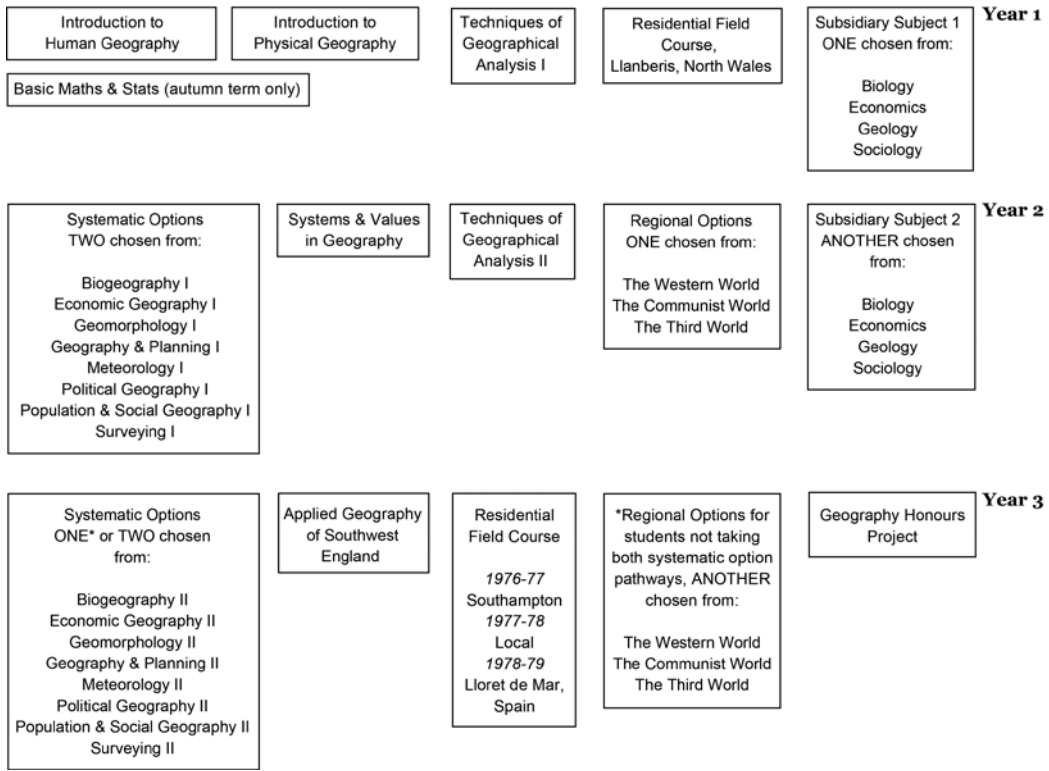 Year 1
Introduction to
Human Geography
Introduction to
Physical Geography
Techniques of
Geographical
Analysis I
Residential Field
Course,
Llanberis, North Wales
Subsidiary Subject 1
ONE chosen from:
Biology
Economics
Geology
Sociology
Basic Maths & Stats (autumn term only)
Year 2
Systematic Options
TWO chosen from:
Biogeography I
Economic Geography I
Geomorphology I
Geography & Planning I
Meteorology I
Political Geography I
Population & Social Geography I
Surveying I
Systems & Values
in Geography
Techniques of
Geographical
Analysis II
Regional Options
ONE chosen from:
The Western World
The Communist World
The Third World
Subsidiary Subject 2
ANOTHER chosen
from:
Biology
Economics
Geology
Sociology
Year 3
Systematic Options
ONE* or TWO chosen
from:
Biogeography II
Economic Geography II
Geomorphology II
Geography & Planning II
Meteorology II
Political Geography II
Population & Social Geography II
Surveying II
Applied Geography
of Southwest
England
Residential
Field Course
1976-77
Southampton
1977-78
Local
1978-79
Lloret de Mar,
Spain
*Regional Options for
students not taking
both systematic option
pathways, ANOTHER
chosen from:
The Western World
The Communist World
The Third World
Geography Honours
Project